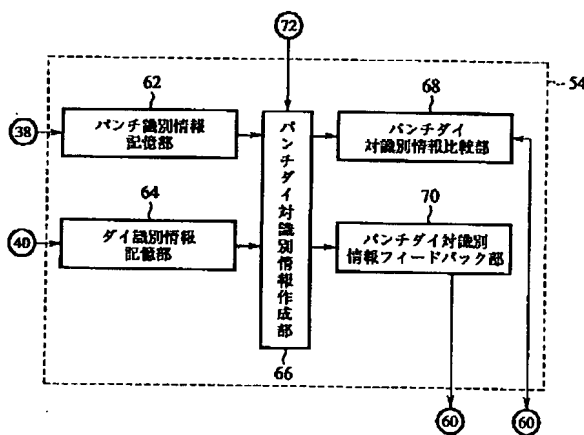 72
54
62
68
38
パンチ識別情報
記憶部
パンチダイ対識別情報作成部
パンチダイ
対識別情報比較部
64
70
40
ダイ識別情報
記憶部
パンチダイ対識別
情報フィードバック部
66
60
60